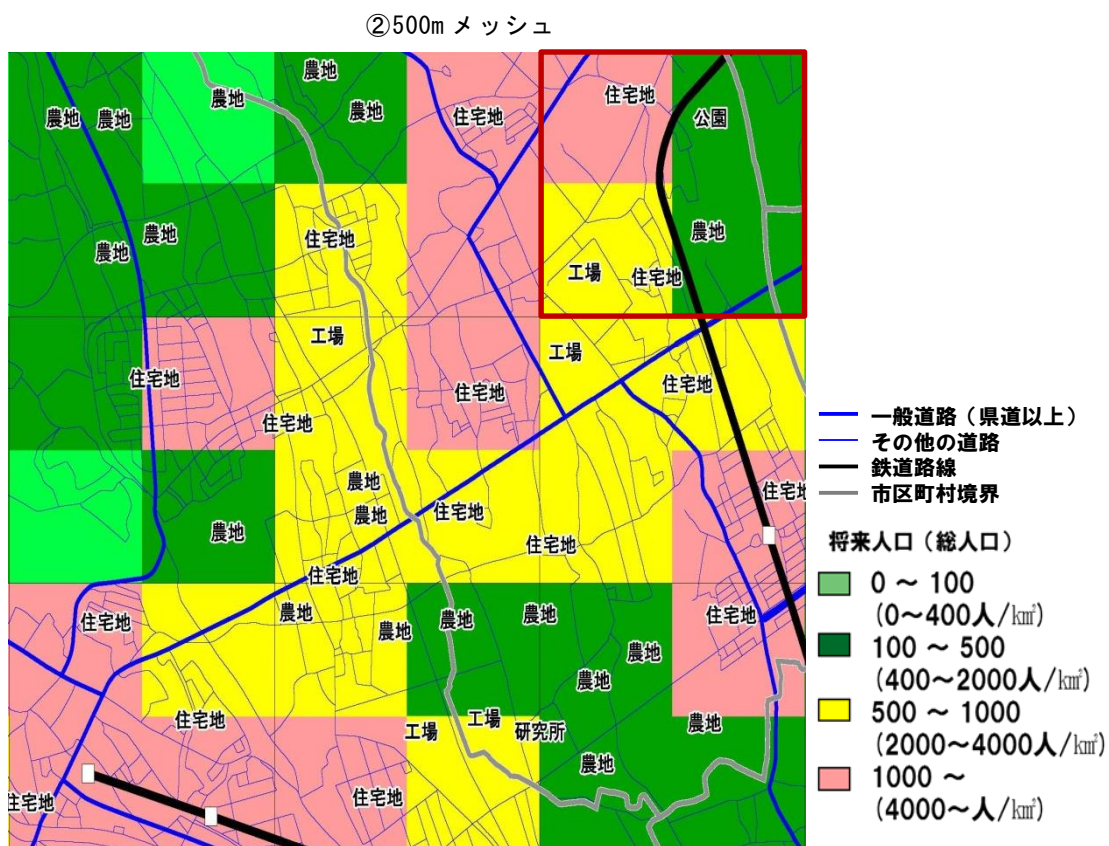 ②500m メッシュ
農地
農地
住宅地
農地
農地
農地
農地
住宅地
公園
農地
農地
住宅地
農地
工場
住宅地
工場
工場
住宅地
住宅地
住宅地
住宅地
農地
住宅地
農地
農地
住宅地
住宅地
住宅地
農地
農地
農地
住宅地
住宅地
農地
農地
農地
住宅地
工場
工場
研究所
農地
農地
住宅地
住宅地
一般道路(県道以上)
その他の道路
鉄道路線
市区町村境界
将来人口(総人口)
0 ～ 100
(0～400人/㎢)
100 ～ 500
(400～2000人/㎢)
500 ～ 1000
(2000～4000人/㎢)
1000 ～
(4000～人/㎢)